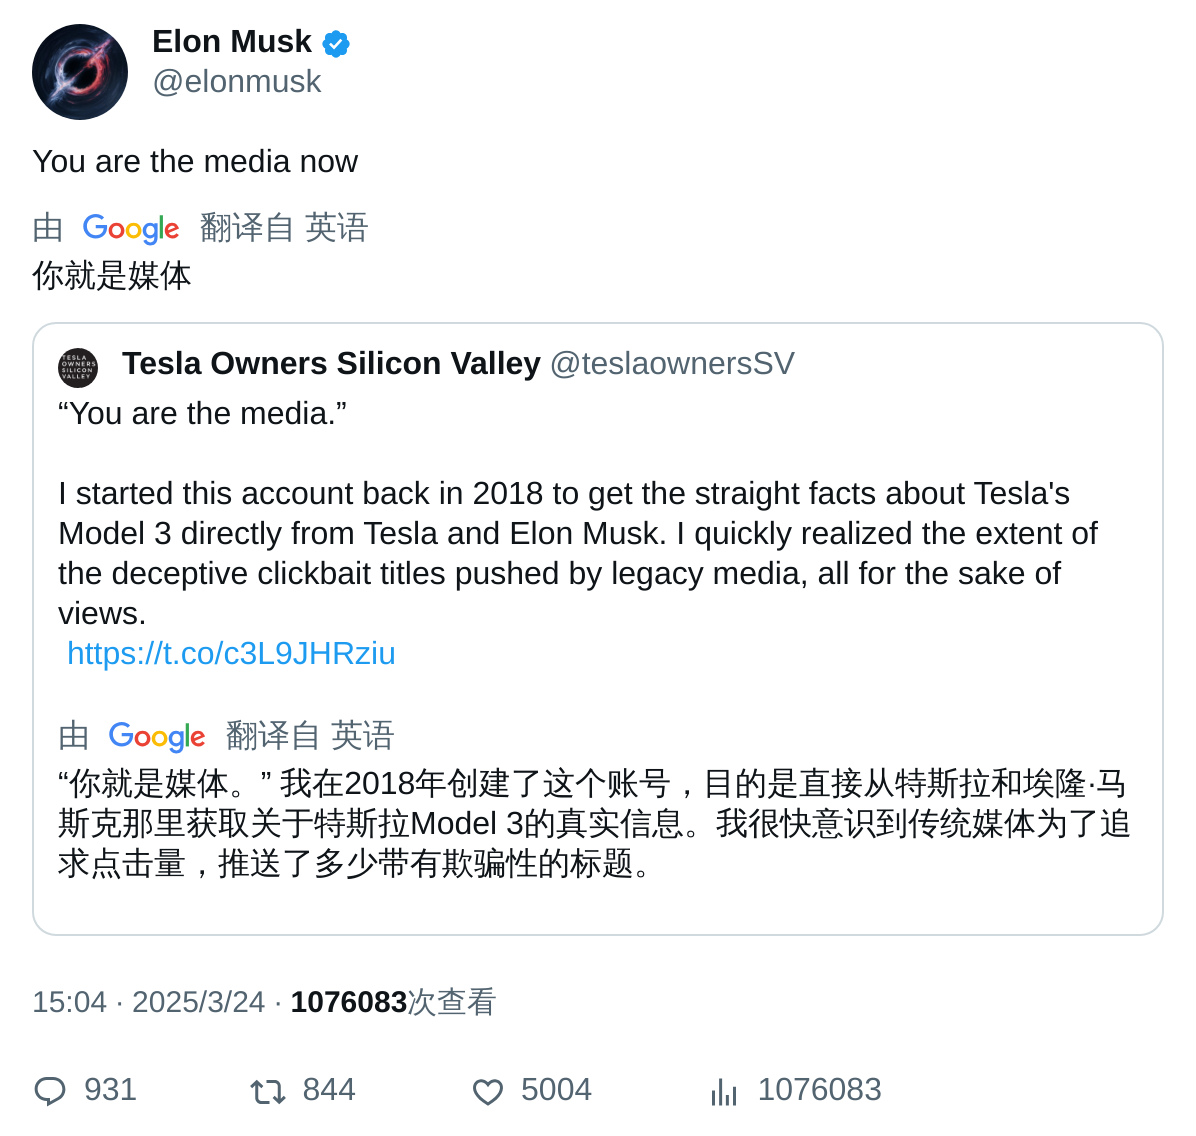 Elon Musk
@elonmusk
You are the media now
由 Google 翻译自 英语
你就是媒体
TESLA
OWNERS
SILICON
VALLEY
Tesla Owners Silicon Valley @teslaownersSV
“You are the media.”
I started this account back in 2018 to get the straight facts about Tesla's
Model 3 directly from Tesla and Elon Musk. I quickly realized the extent of
the deceptive clickbait titles pushed by legacy media, all for the sake of
views.
https://t.co/c3L9JHRziu
由 Google 翻译自 英语
“你就是媒体。” 我在2018年创建了这个账号，目的是直接从特斯拉和埃隆·马
斯克那里获取关于特斯拉Model 3的真实信息。我很快意识到传统媒体为了追
求点击量，推送了多少带有欺骗性的标题。
15:04 · 2025/3/24 · 1076083次查看
931 844 5004 1076083